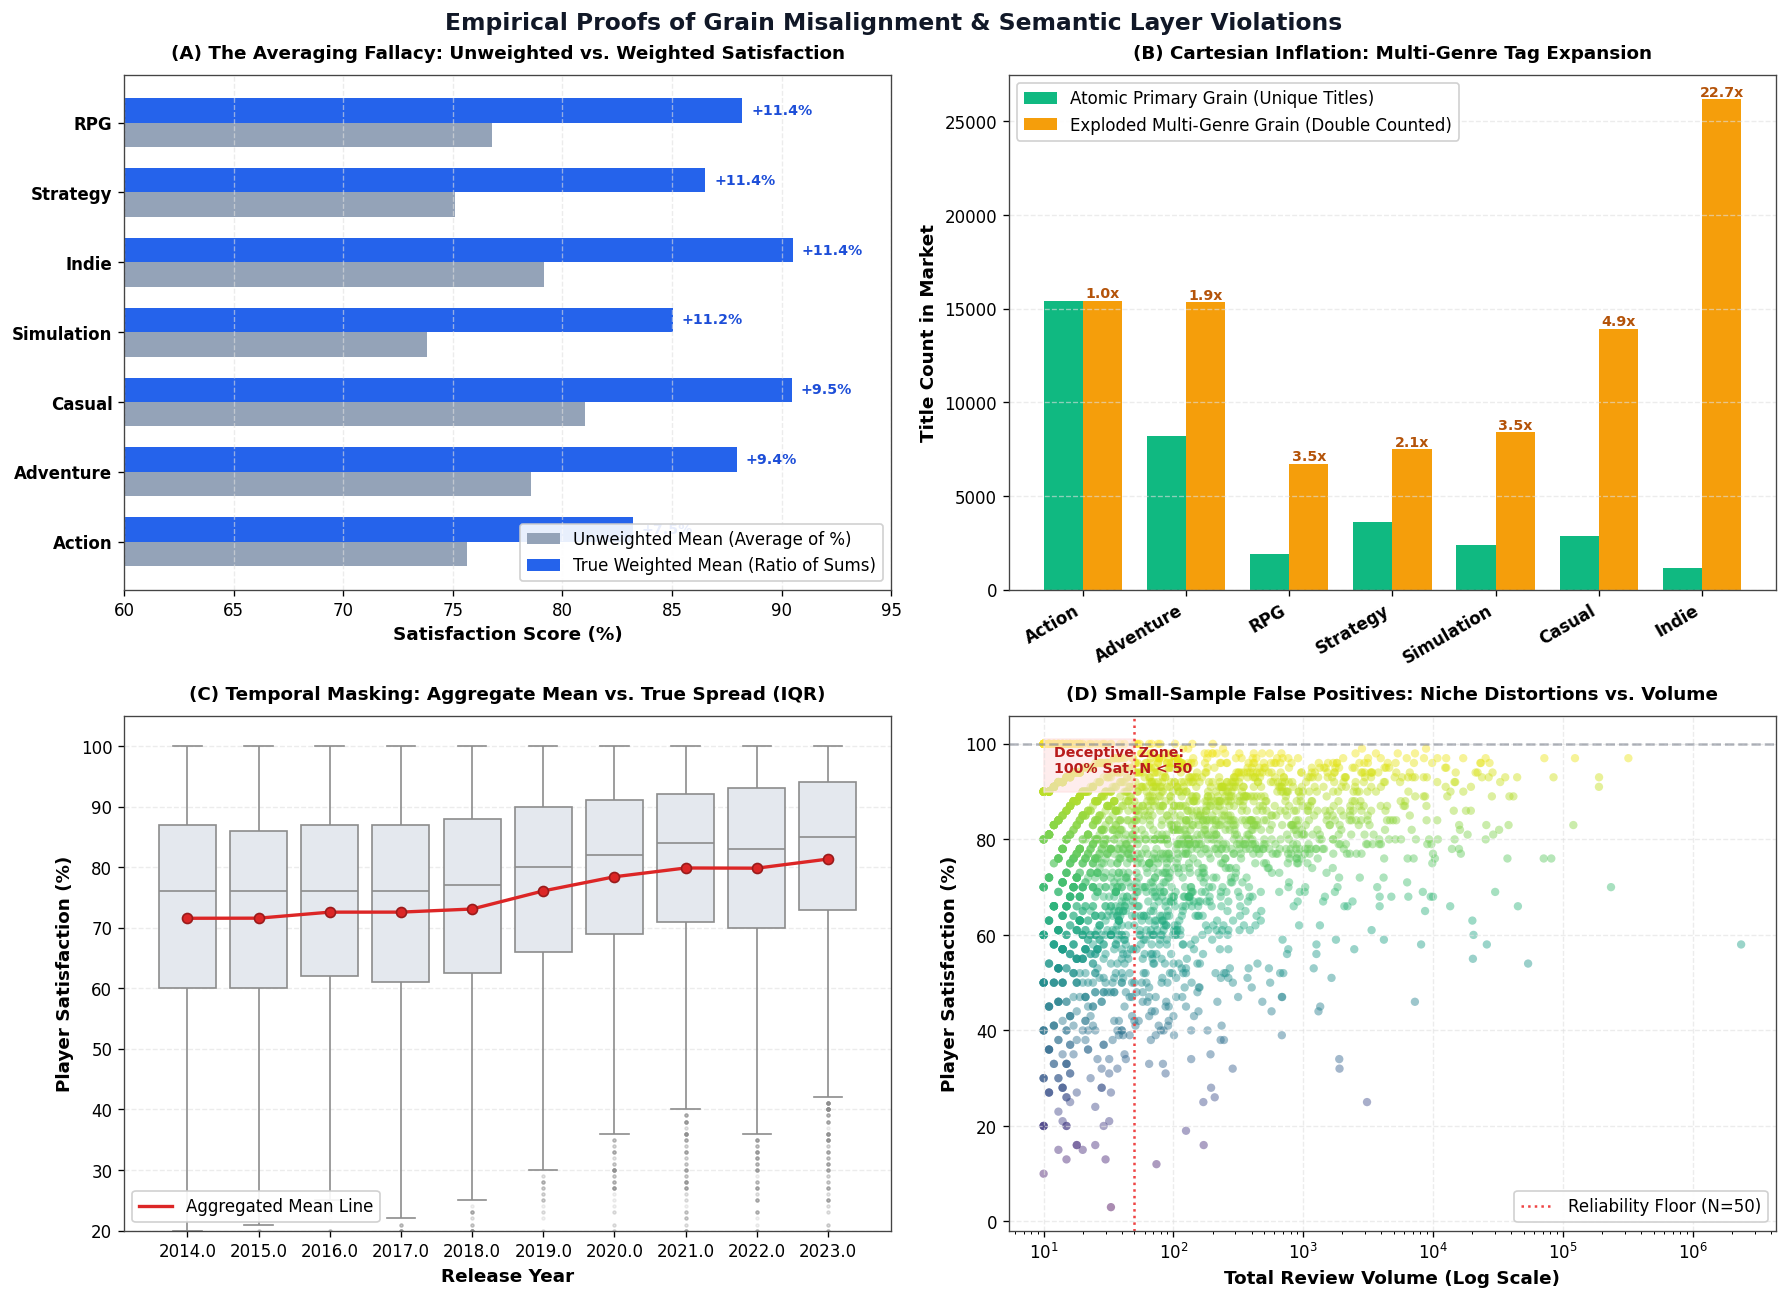 Empirical Proofs of Grain Misalignment & Semantic Layer Violations
(A) The Averaging Fallacy: Unweighted vs. Weighted Satisfaction
RPG
Strategy
Indie
Simulation
Casual
Adventure
Action
+11.4%
+11.4%
+11.4%
+11.2%
+9.5%
+9.4%
Unweighted Mean (Average of %)
True Weighted Mean (Ratio of Sums)
60 65 70 75 80 85 90 95
Satisfaction Score (%)
(B) Cartesian Inflation: Multi-Genre Tag Expansion
Atomic Primary Grain (Unique Titles)
Exploded Multi-Genre Grain (Double Counted)
Title Count in Market
25000
20000
15000
10000
5000
0
1.0x
1.9x
3.5x
2.1x
3.5x
4.9x
22.7x
Action
Adventure
RPG
Strategy
Simulation
Casual
Indie
(C) Temporal Masking: Aggregate Mean vs. True Spread (IQR)
Player Satisfaction (%)
100
90
80
70
60
50
40
30
20
Aggregated Mean Line
2014.0 2015.0 2016.0 2017.0 2018.0 2019.0 2020.0 2021.0 2022.0 2023.0
Release Year
(D) Small-Sample False Positives: Niche Distortions vs. Volume
Player Satisfaction (%)
100
80
60
40
20
0
Deceptive Zone:
100% Sat, N < 50
Reliability Floor (N=50)
10¹ 10² 10³ 10⁴ 10⁵ 10⁶
Total Review Volume (Log Scale)